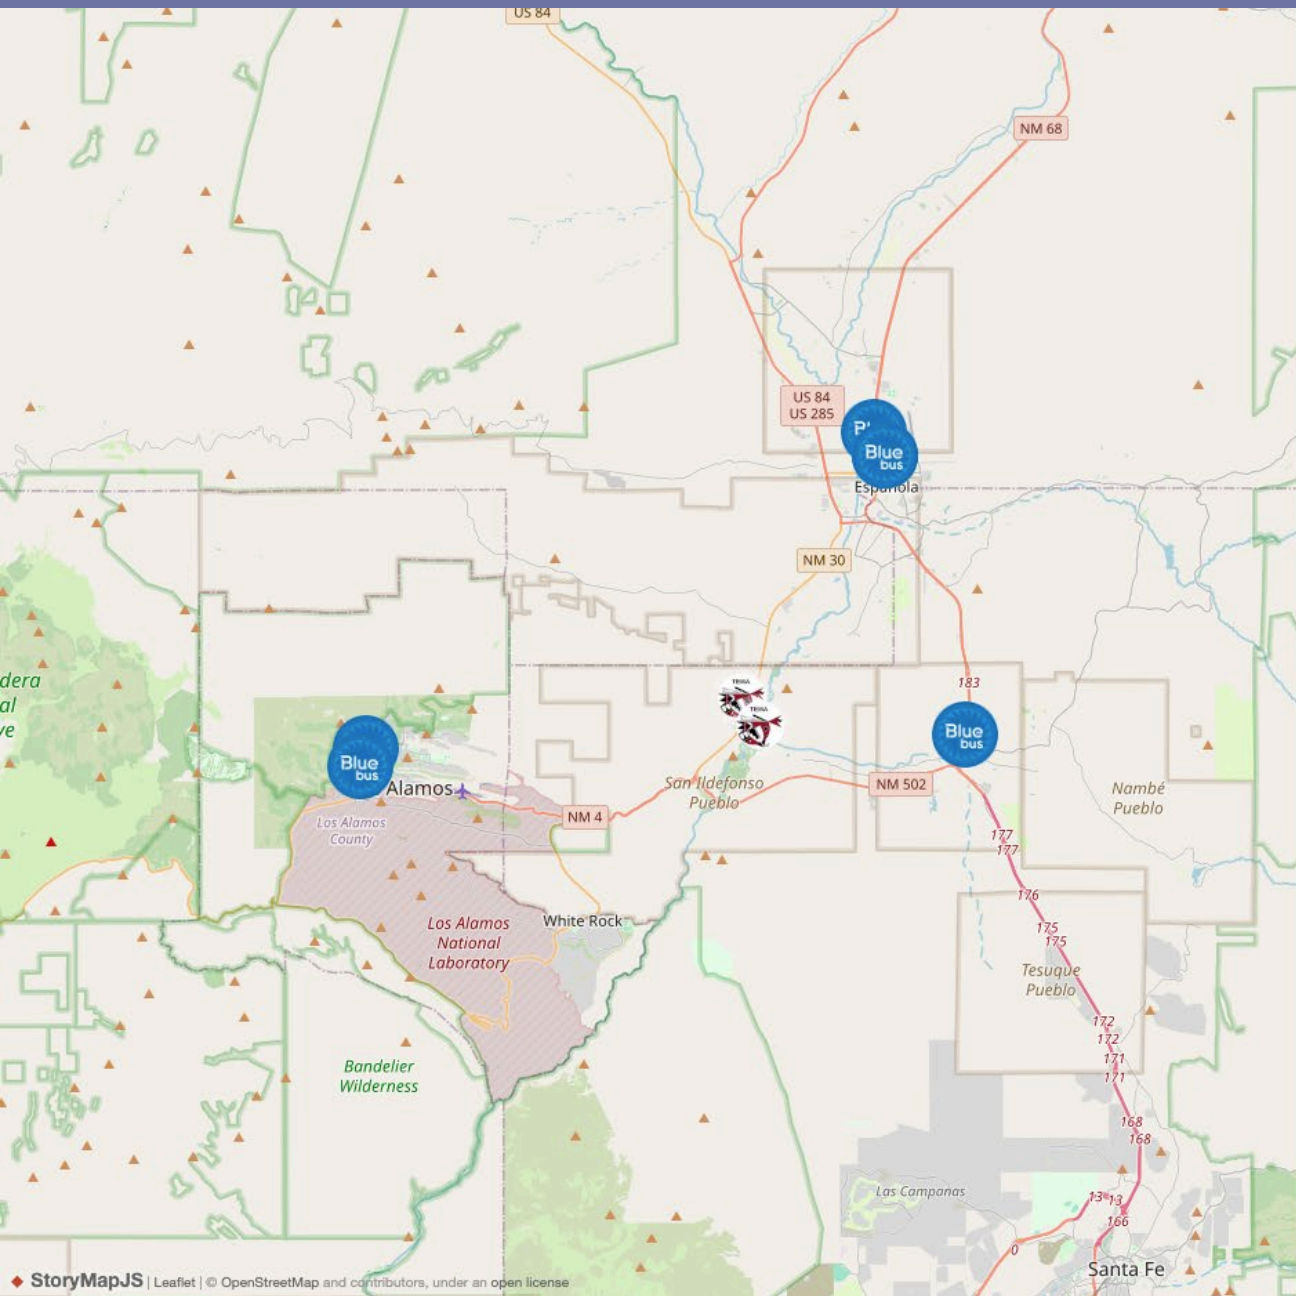 US 84
NM 68
US 84
US 285
Blue
bus
Española
NM 30
183
TEWA
TEWA
dera
al
ve
Blue
bus
Blue
bus
Alamos
San Ildefonso
Pueblo
NM 502
Nambé
Pueblo
NM 4
Los Alamos
County
177
177
176
Los Alamos
National
Laboratory
White Rock
175
175
Tesuque
Pueblo
172
172
171
171
Bandelier
Wilderness
168
168
Las Campanas
13
13
166
0
Santa Fe
StoryMapJS | Leaflet | © OpenStreetMap and contributors, under an open license